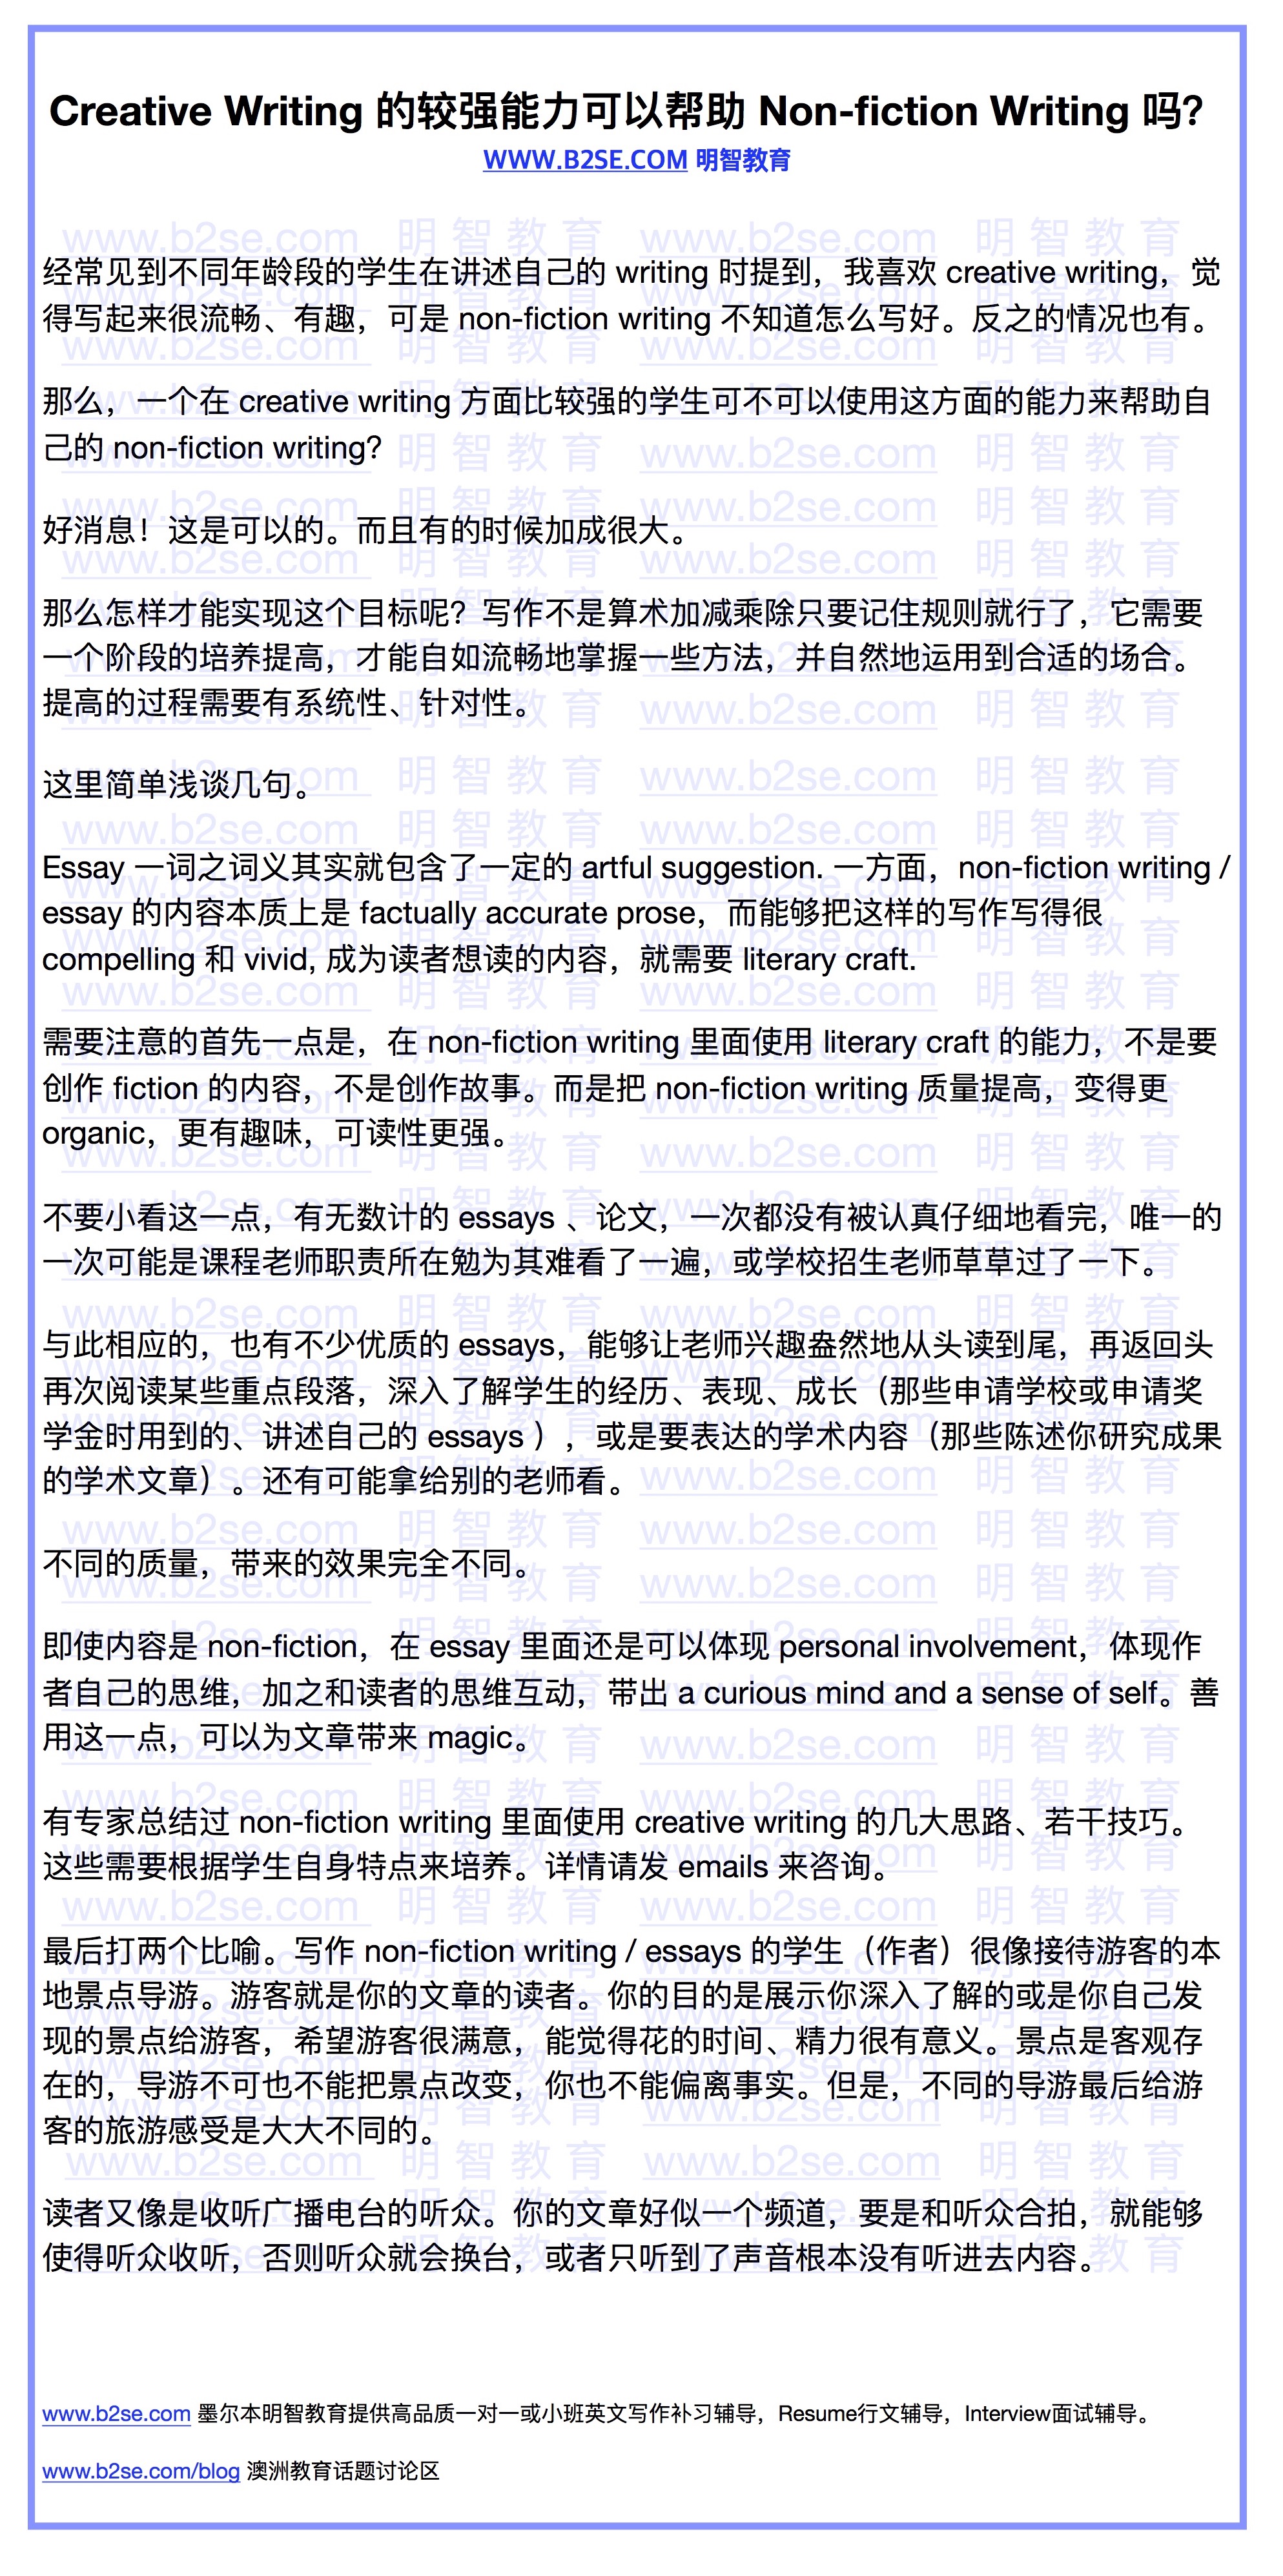 Creative Writing 的较强能力可以帮助 Non-fiction Writing 吗?
WWW.B2SE.COM 明智教育
经常见到不同年龄段的学生在讲述自己的 writing 时提到，我喜欢 creative writing，觉
得写起来很流畅、有趣，可是 non-fiction writing 不知道怎么写好。反之的情况也有。
那么，一个在 creative writing 方面比较强的学生可不可以使用这方面的能力来帮助自
己的 non-fiction writing?
好消息！这是可以的。而且有的时候加成很大。
那么怎样才能实现这个目标呢？写作不是算术加减乘除只要记住规则就行了，它需要
一个阶段的培养提高，才能自如流畅地掌握一些方法，并自然地运用到合适的场合。
提高的过程需要有系统性、针对性。
这里简单浅谈几句。
Essay 一词之词义其实就包含了一定的 artful suggestion. 一方面，non-fiction writing /
essay 的内容本质上是 factually accurate prose，而能够把这样的写作写得很
compelling 和 vivid, 成为读者想读的内容，就需要 literary craft.
需要注意的首先一点是，在 non-fiction writing 里面使用 literary craft 的能力，不是要
创作 fiction 的内容，不是创作故事。而是把 non-fiction writing 质量提高，变得更
organic，更有趣味，可读性更强。
不要小看这一点，有无数计的 essays 、论文，一次都没有被认真仔细地看完，唯一的
一次可能是课程老师职责所在勉为其难看了一遍，或学校招生老师草草过了一下。
与此相应的，也有不少优质的 essays，能够让老师兴趣盎然地从头读到尾，再返回头
再次阅读某些重点段落，深入了解学生的经历、表现、成长（那些申请学校或申请奖
学金时用到的、讲述自己的 essays ），或是要表达的学术内容（那些陈述你研究成果
的学术文章）。还有可能拿给别的老师看。
不同的质量，带来的效果完全不同。
即使内容是 non-fiction，在 essay 里面还是可以体现 personal involvement，体现作
者自己的思维，加之和读者的思维互动，带出 a curious mind and a sense of self。善
用这一点，可以为文章带来 magic。
有专家总结过 non-fiction writing 里面使用 creative writing 的几大思路、若干技巧。
这些需要根据学生自身特点来培养。详情请发 emails 来咨询。
最后打两个比喻。写作 non-fiction writing / essays 的学生（作者）很像接待游客的本
地景点导游。游客就是你的文章的读者。你的目的是展示你深入了解的或是你自己发
现的景点给游客，希望游客很满意，能觉得花的时间、精力很有意义。景点是客观存
在的，导游不可也不能把景点改变，你也不能偏离事实。但是，不同的导游最后给游
客的旅游感受是大大不同的。
读者又像是收听广播电台的听众。你的文章好似一个频道，要是和听众合拍，就能够
使得听众收听，否则听众就会换台，或者只听到了声音根本没有听进去内容。
www.b2se.com 墨尔本明智教育提供高品质一对一或小班英文写作补习辅导，Resume行文辅导，Interview面试辅导。
www.b2se.com/blog 澳洲教育话题讨论区